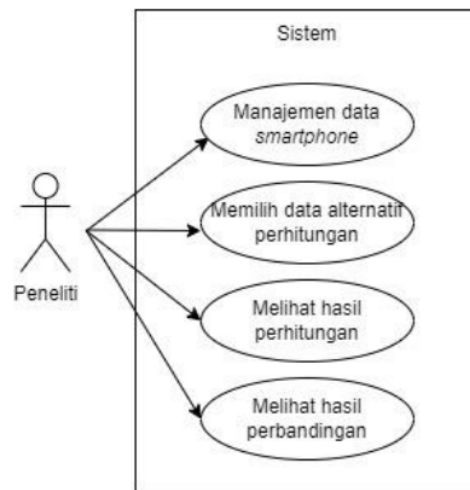 Sistem
Manajemen data
smartphone
Memilih data alternatif
perhitungan
Peneliti
Melihat hasil
perhitungan
Melihat hasil
perbandingan